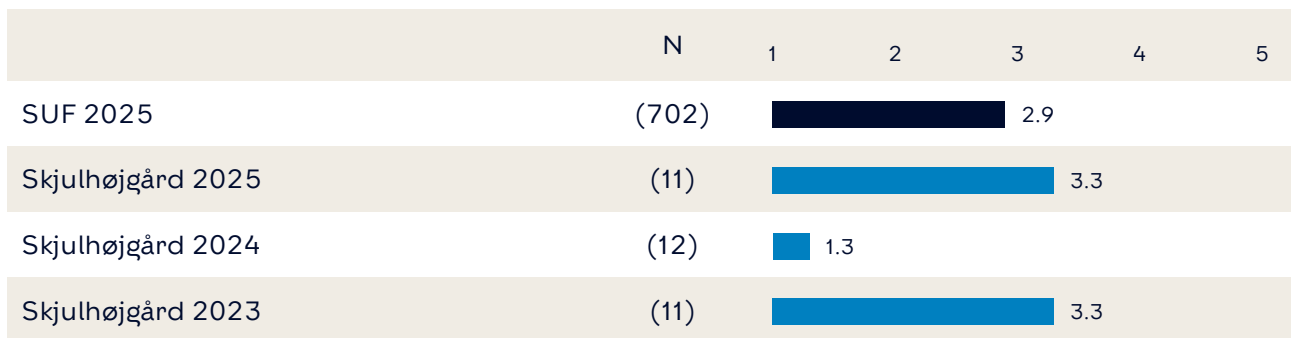 N 1 2 3 4 5
SUF 2025 (702) 2.9
Skjulhøjgård 2025 (11) 3.3
Skjulhøjgård 2024 (12) 1.3
Skjulhøjgård 2023 (11) 3.3